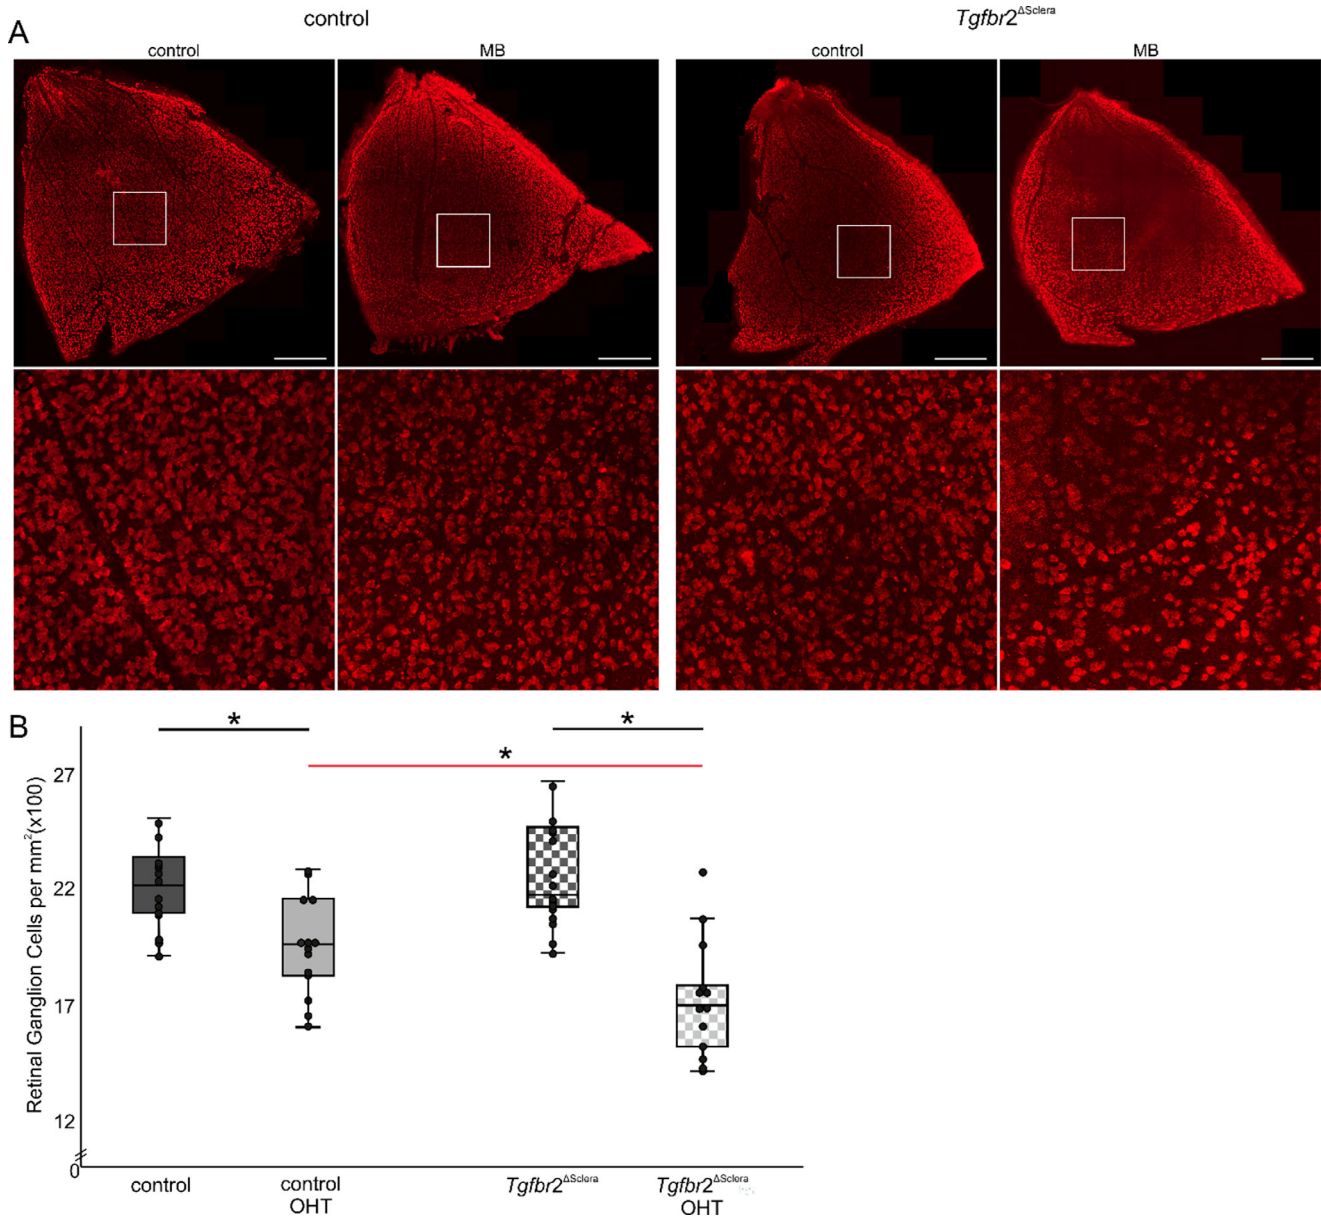 control
Tgfbr2ΔSclera
A
control
MB
control
MB
C
B
*
*
*
Retinal Ganglion Cells per mm²(x100)
27
22
17
12
0
control
control
OHT
Tgfbr2ΔSclera
Tgfbr2ΔSclera
OHT